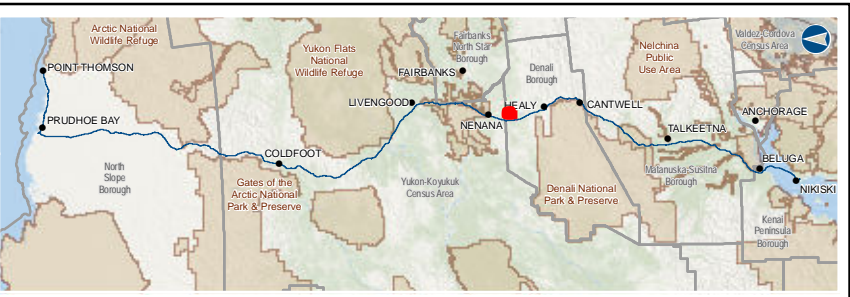 Arctic National
Wildlife Refuge
POINT THOMSON
PRUDHOE BAY
North
Slope
Borough
COLDFOOT
Gates of the
Arctic National
Park & Preserve
Yukon Flats
National
Wildlife Refuge
LIVENGOOD
Yukon-Koyukuk
Census Area
Fairbanks
North Star
Borough
FAIRBANKS
NENANA
HEALY
Denali
Borough
CANTWELL
Denali National
Park & Preserve
Nelchina
Public
Use Area
TALKEETNA
Matanuska-Susitna
Borough
Valdez-Cordova
Census Area
ANCHORAGE
BELUGA
NIKISKI
Kenai
Peninsula
Borough